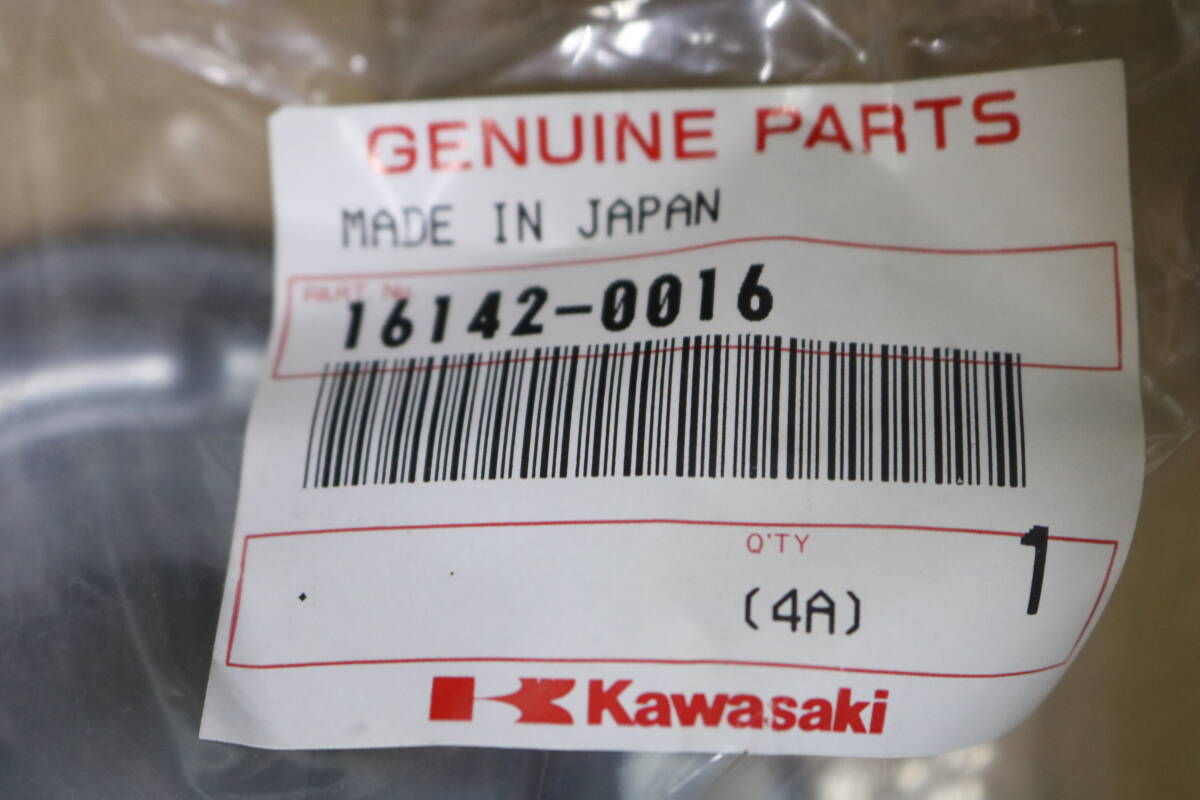 GENUINE PARTS
MADE IN JAPAN
PART No.
16142-0016
Q'TY
1
(4A)
Kawasaki